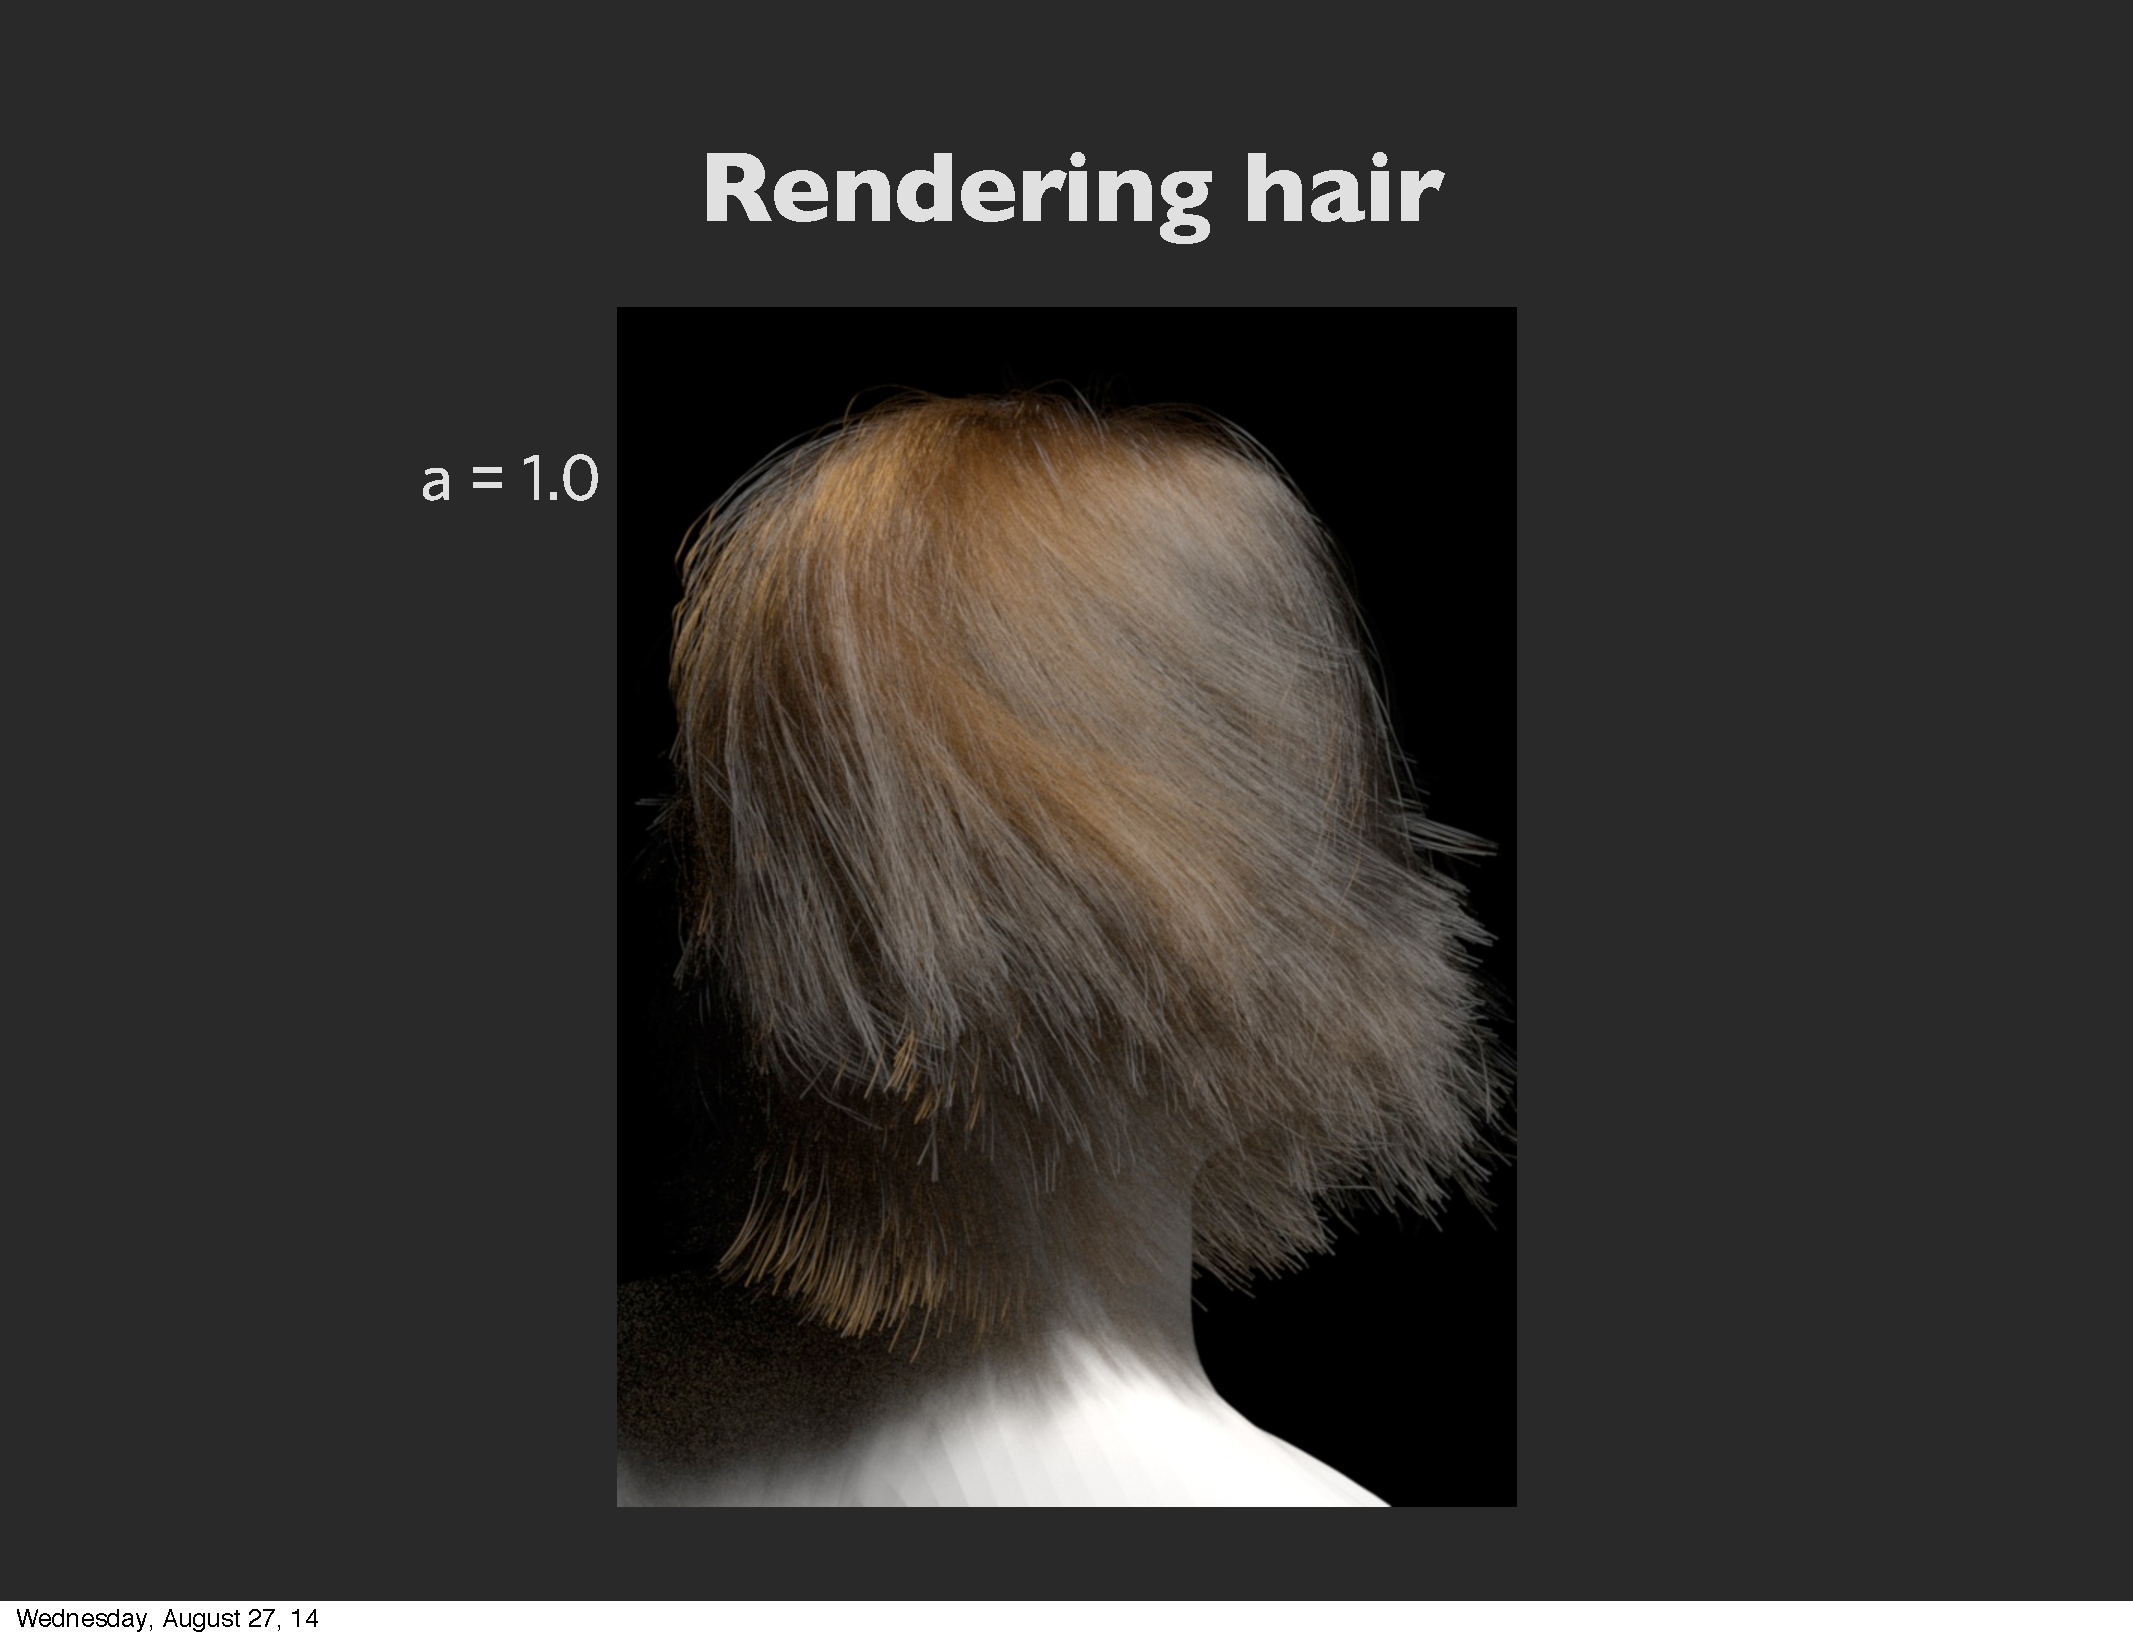 Rendering hair
a = 1.0
Wednesday, August 27, 14